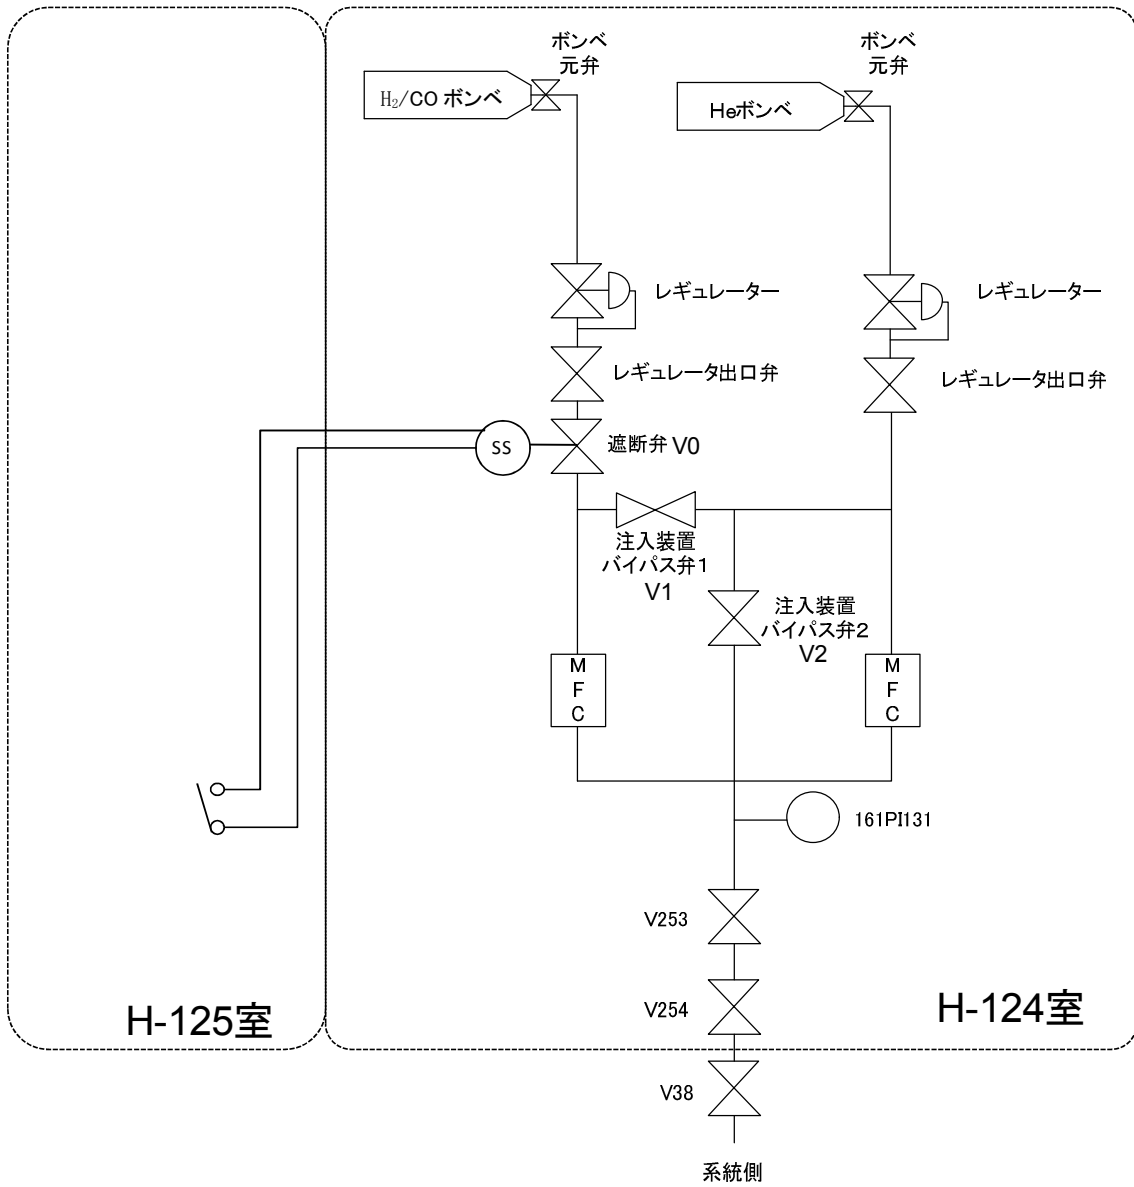 ボンベ
元弁
ボンベ
元弁
H₂/CO ボンベ
Heボンベ
レギュレーター
レギュレーター
レギュレータ出口弁
レギュレータ出口弁
SS
遮断弁 V0
注入装置
バイパス弁1
V1
注入装置
バイパス弁2
V2
M
F
C
M
F
C
161PI131
V253
V254
H-125室
H-124室
V38
系統側